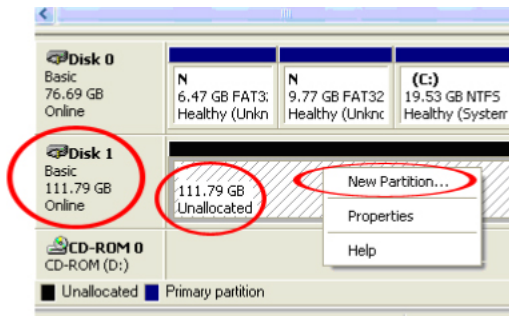 Disk 0
Basic
76.69 GB
Online
N
6.47 GB FAT3
Healthy (Unkn
N
9.77 GB FAT32
Healthy (Unknc
(C:)
19.53 GB NTFS
Healthy (System
Disk 1
Basic
111.79 GB
Online
111.79 GB
Unallocated
New Partition...
Properties
Help
CD-ROM 0
CD-ROM (D:)
Unallocated Primary partition